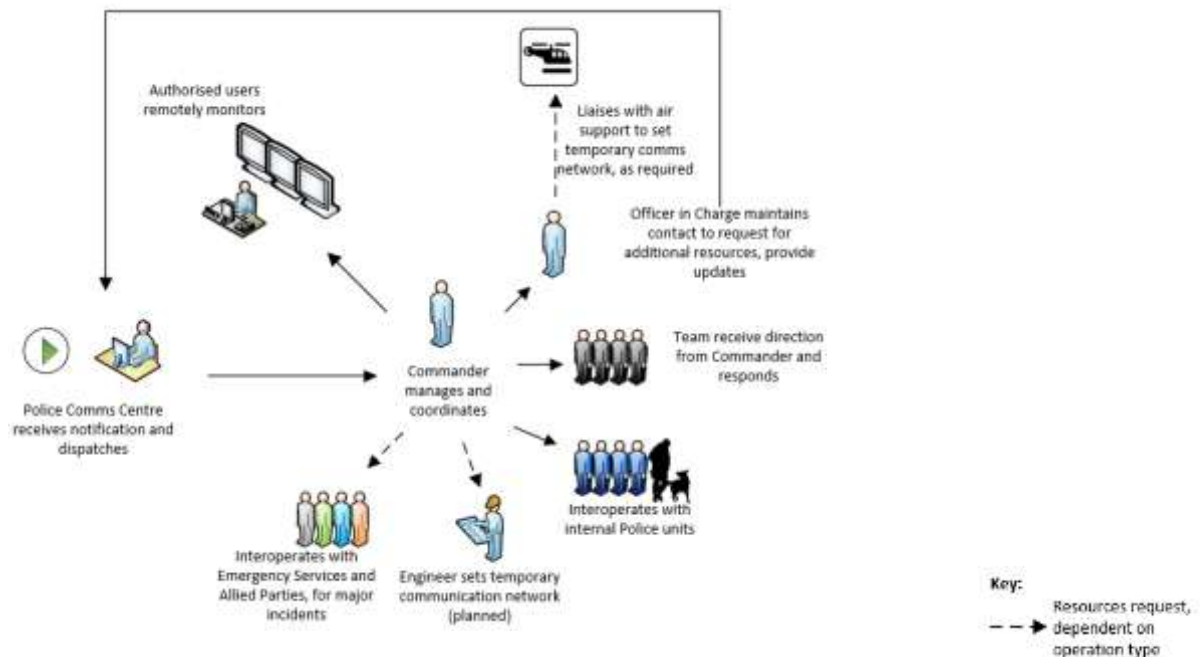 Authorised users
remotely monitors
Liaises with air
support to set
temporary comms
network, as required
Officer in Charge maintains
contact to request for
additional resources, provide
updates
Team receive direction
from Commander and
responds
Commander
manages and
coordinates
Police Comms Centre
receives notification and
dispatches
Interoperates with
internal Police units
Interoperates with
Emergency Services and
Allied Parties, for major
incidents
Engineer sets temporary
communication network
(planned)
Key:
Resources request,
dependent on
operation type